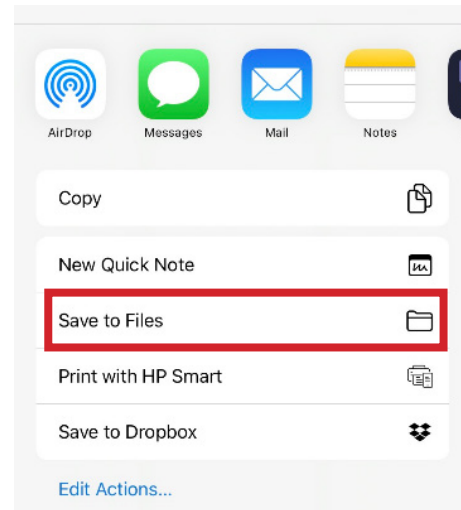 AirDrop Messages Mail Notes
Copy
New Quick Note
Save to Files
Print with HP Smart
Save to Dropbox
Edit Actions...